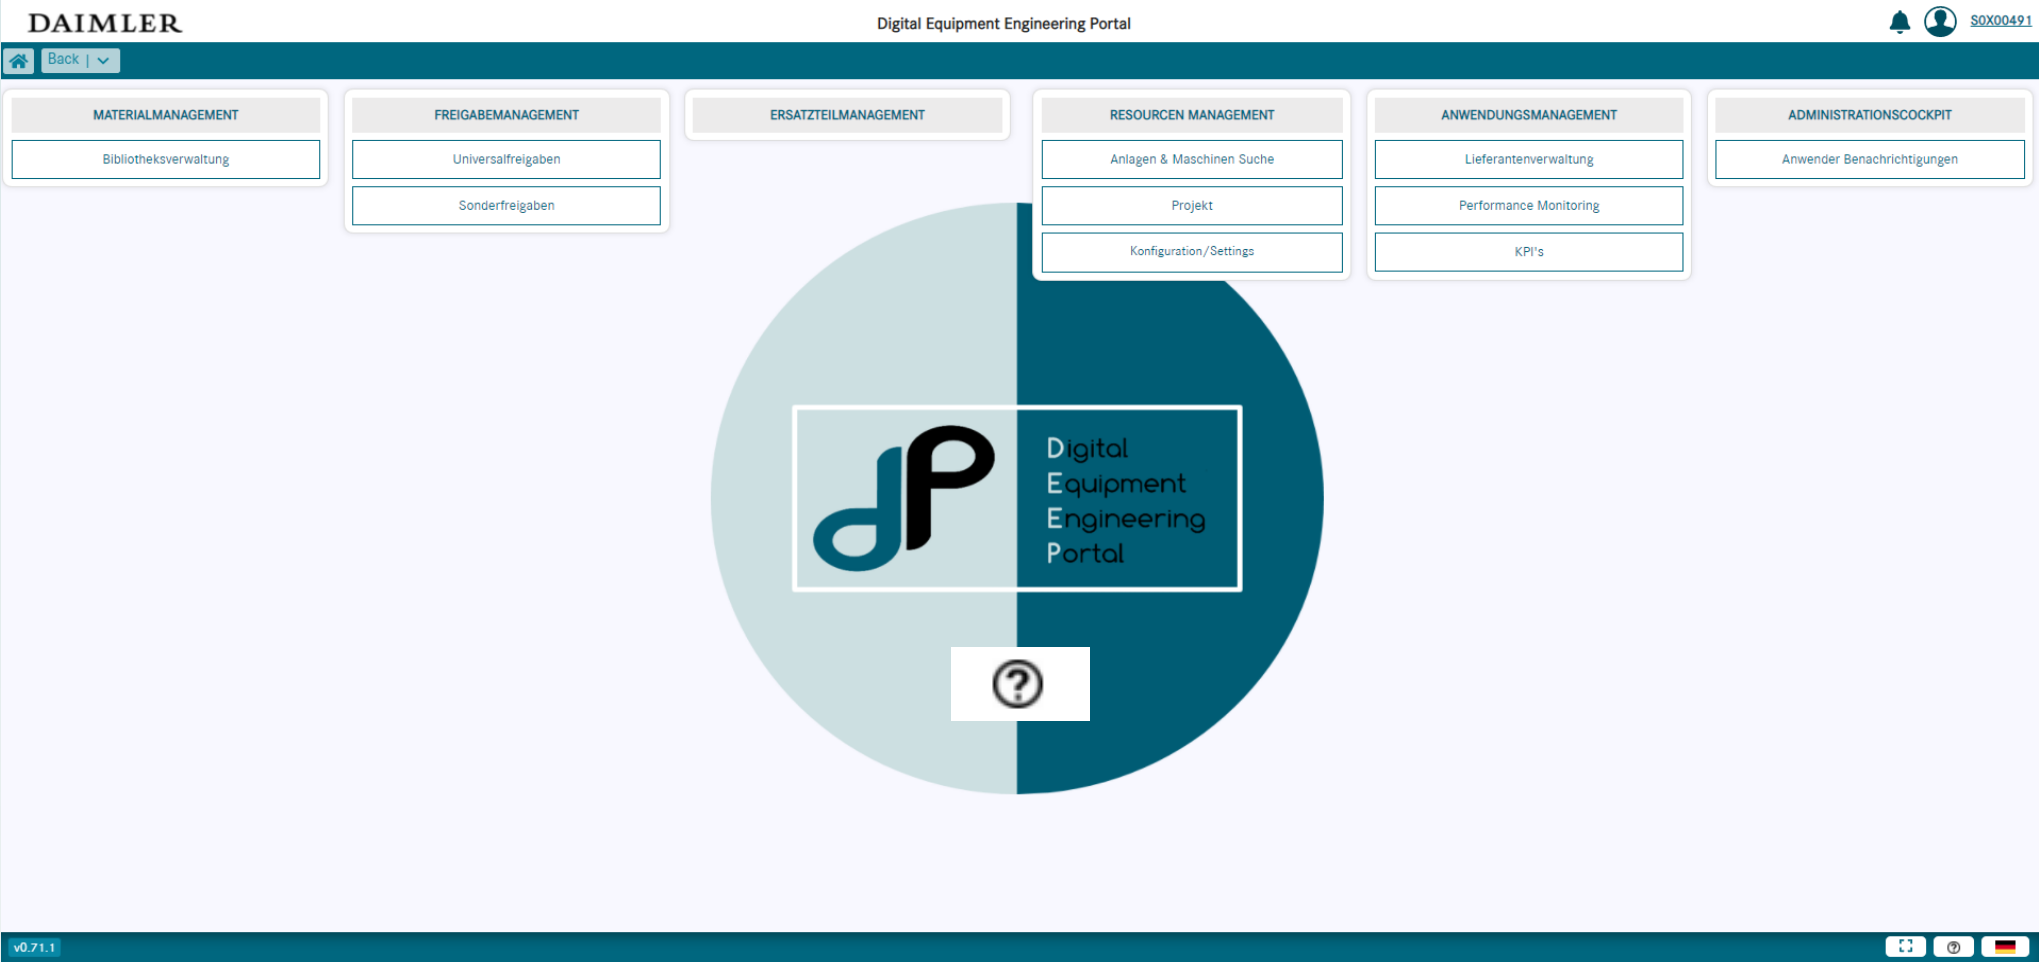 DAIMLER
Digital Equipment Engineering Portal
S0X00491
Back | 
MATERIALMANAGEMENT
Bibliotheksverwaltung
FREIGABEMANAGEMENT
Universalfreigaben
Sonderfreigaben
ERSATZTEILMANAGEMENT
RESOURCEN MANAGEMENT
Anlagen & Maschinen Suche
Projekt
Konfiguration/Settings
ANWENDUNGSMANAGEMENT
Lieferantenverwaltung
Performance Monitoring
KPI's
ADMINISTRATIONSCOCKPIT
Anwender Benachrichtigungen
dP
Digital
Equipment
Engineering
Portal
?
v0.71.1
?